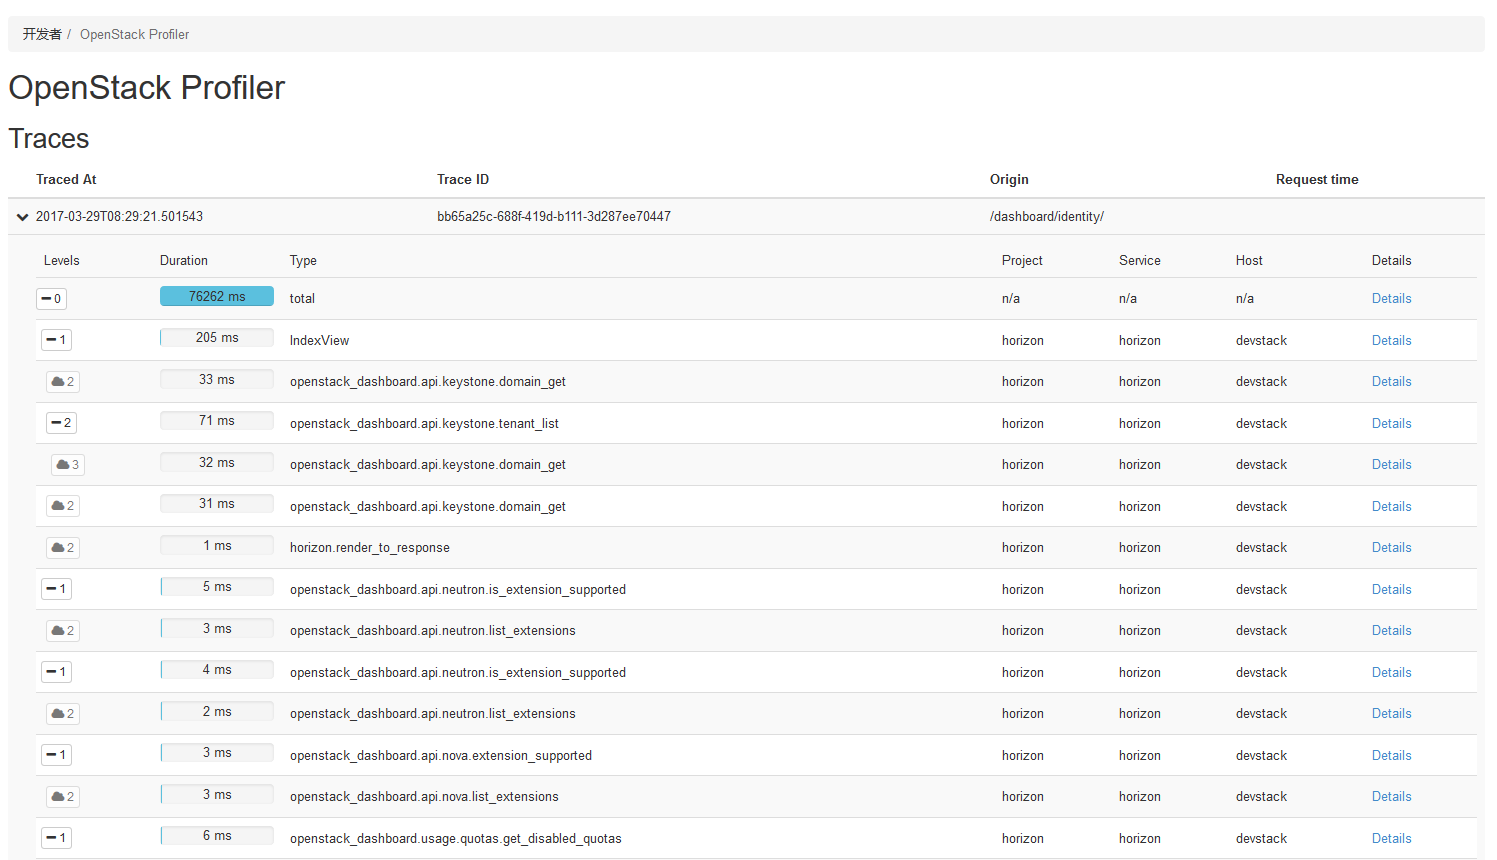 开发者 / OpenStack Profiler
OpenStack Profiler
Traces
Traced At Trace ID Origin Request time
2017-03-29T08:29:21.501543 bb65a25c-688f-419d-b111-3d287ee70447 /dashboard/identity/
Levels Duration Type Project Service Host Details
0 76262 ms total n/a n/a n/a Details
1 205 ms IndexView horizon horizon devstack Details
2 33 ms openstack_dashboard.api.keystone.domain_get horizon horizon devstack Details
2 71 ms openstack_dashboard.api.keystone.tenant_list horizon horizon devstack Details
3 32 ms openstack_dashboard.api.keystone.domain_get horizon horizon devstack Details
2 31 ms openstack_dashboard.api.keystone.domain_get horizon horizon devstack Details
2 1 ms horizon.render_to_response horizon horizon devstack Details
1 5 ms openstack_dashboard.api.neutron.is_extension_supported horizon horizon devstack Details
2 3 ms openstack_dashboard.api.neutron.list_extensions horizon horizon devstack Details
1 4 ms openstack_dashboard.api.neutron.is_extension_supported horizon horizon devstack Details
2 2 ms openstack_dashboard.api.neutron.list_extensions horizon horizon devstack Details
1 3 ms openstack_dashboard.api.nova.extension_supported horizon horizon devstack Details
2 3 ms openstack_dashboard.api.nova.list_extensions horizon horizon devstack Details
1 6 ms openstack_dashboard.usage.quotas.get_disabled_quotas horizon horizon devstack Details